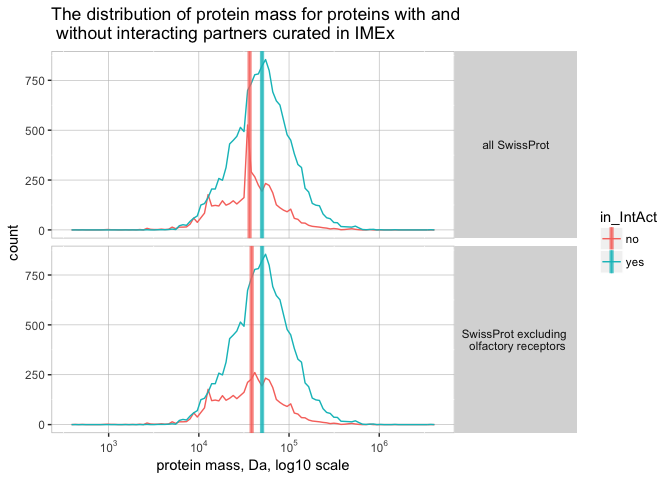 The distribution of protein mass for proteins with and
without interacting partners curated in IMEx
750
500
250
0
all SwissProt
750
500
250
0
SwissProt excluding
olfactory receptors
count
10³
10⁴
10⁵
10⁶
protein mass, Da, log10 scale
in_IntAct
no
yes